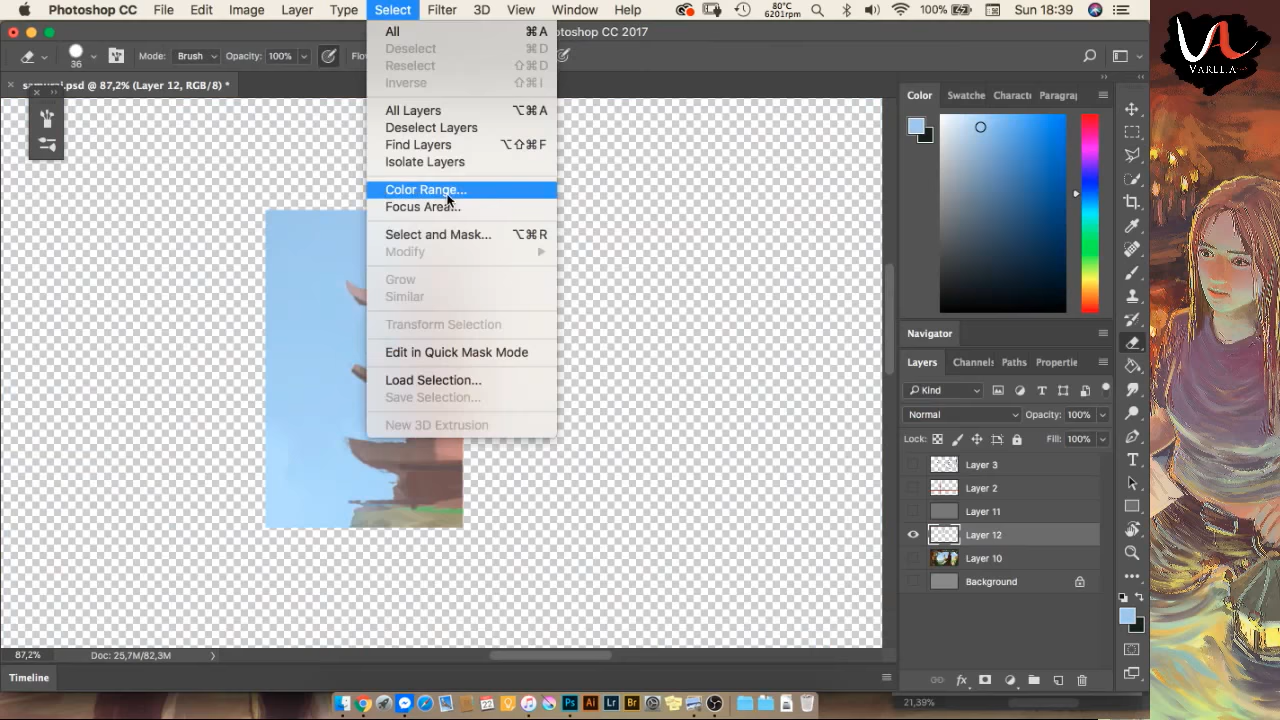 Photoshop CC File Edit Image Layer Type Select Filter 3D View Window Help 80°C 6201rpm 100% Sun 18:39
Photoshop CC 2017
36 Mode: Brush Opacity: 100% Flo
samurai.psd @ 87,2% (Layer 12, RGB/8) *
All ⌘A
Deselect ⌘D
Reselect ⇧⌘D
Inverse ⇧⌘I
All Layers ⌥⌘A
Deselect Layers
Find Layers ⌥⇧⌘F
Isolate Layers
Color Range...
Focus Area...
Select and Mask... ⌥⌘R
Modify
Grow
Similar
Transform Selection
Edit in Quick Mask Mode
Load Selection...
Save Selection...
New 3D Extrusion
Color Swatche Charact Paragra
Navigator
Layers Channels Paths Propertie
Kind
Normal Opacity: 100%
Lock: Fill: 100%
Layer 3
Layer 2
Layer 11
Layer 12
Layer 10
Background
87,2% Doc: 25,7M/82,3M
Timeline
21,39%
VARLLA